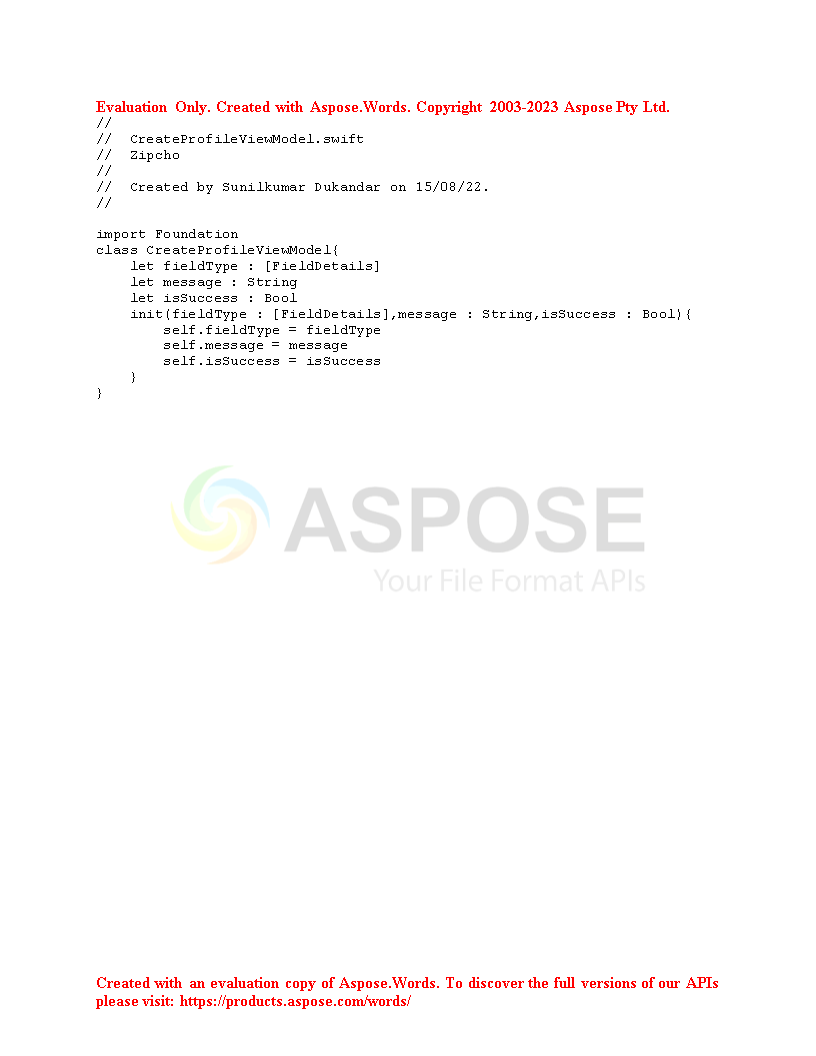 Evaluation Only. Created with Aspose.Words. Copyright 2003-2023 Aspose Pty Ltd.
//
//  CreateProfileViewModel.swift
//  Zipcho
//
//  Created by Sunilkumar Dukandar on 15/08/22.
//

import Foundation
class CreateProfileViewModel{
    let fieldType : [FieldDetails]
    let message : String
    let isSuccess : Bool
    init(fieldType : [FieldDetails],message : String,isSuccess : Bool){
        self.fieldType = fieldType
        self.message = message
        self.isSuccess = isSuccess
    }
}
ASPOSE
Your File Format APIs
Created with an evaluation copy of Aspose.Words. To discover the full versions of our APIs
please visit: https://products.aspose.com/words/